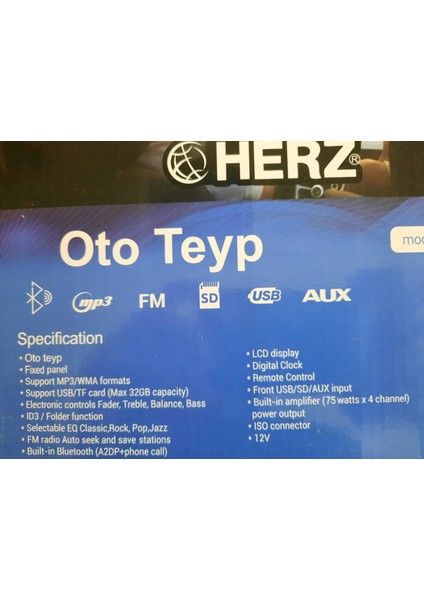 HERZ®
Oto Teyp
mp3
FM
SD
USB
AUX
Specification
• Oto teyp
• Fixed panel
• Support MP3/WMA formats
• Support USB/TF card (Max 32GB capacity)
• Electronic controls Fader, Treble, Balance, Bass
• ID3 / Folder function
• Selectable EQ Classic,Rock, Pop,Jazz
• FM radio Auto seek and save stations
• Built-in Bluetooth (A2DP+phone call)
• LCD display
• Digital Clock
• Remote Control
• Front USB/SD/AUX input
• Built-in amplifier (75 watts x 4 channel)
power output
• ISO connector
• 12V